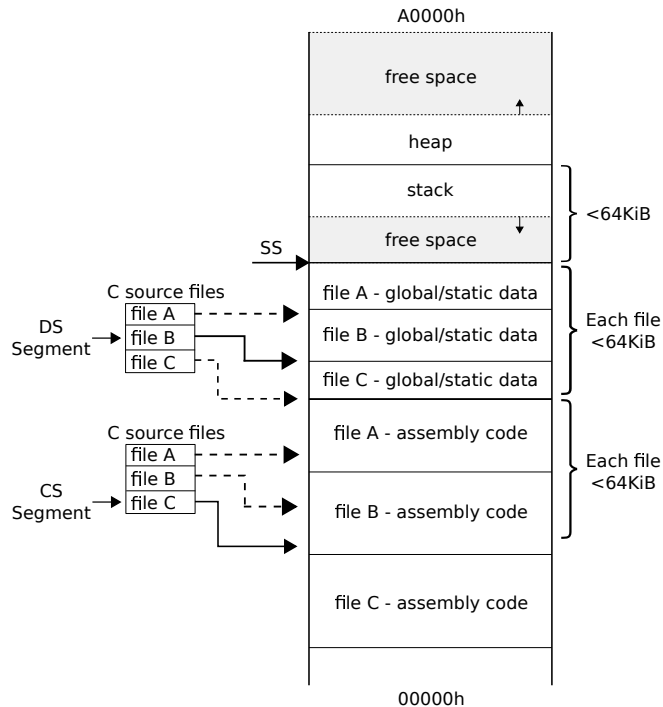 A0000h
free space
heap
stack
<64KiB
free space
SS
C source files
file A
file B
file C
DS
Segment
file A - global/static data
file B - global/static data
file C - global/static data
Each file
<64KiB
C source files
file A
file B
file C
CS
Segment
file A - assembly code
file B - assembly code
file C - assembly code
Each file
<64KiB
00000h